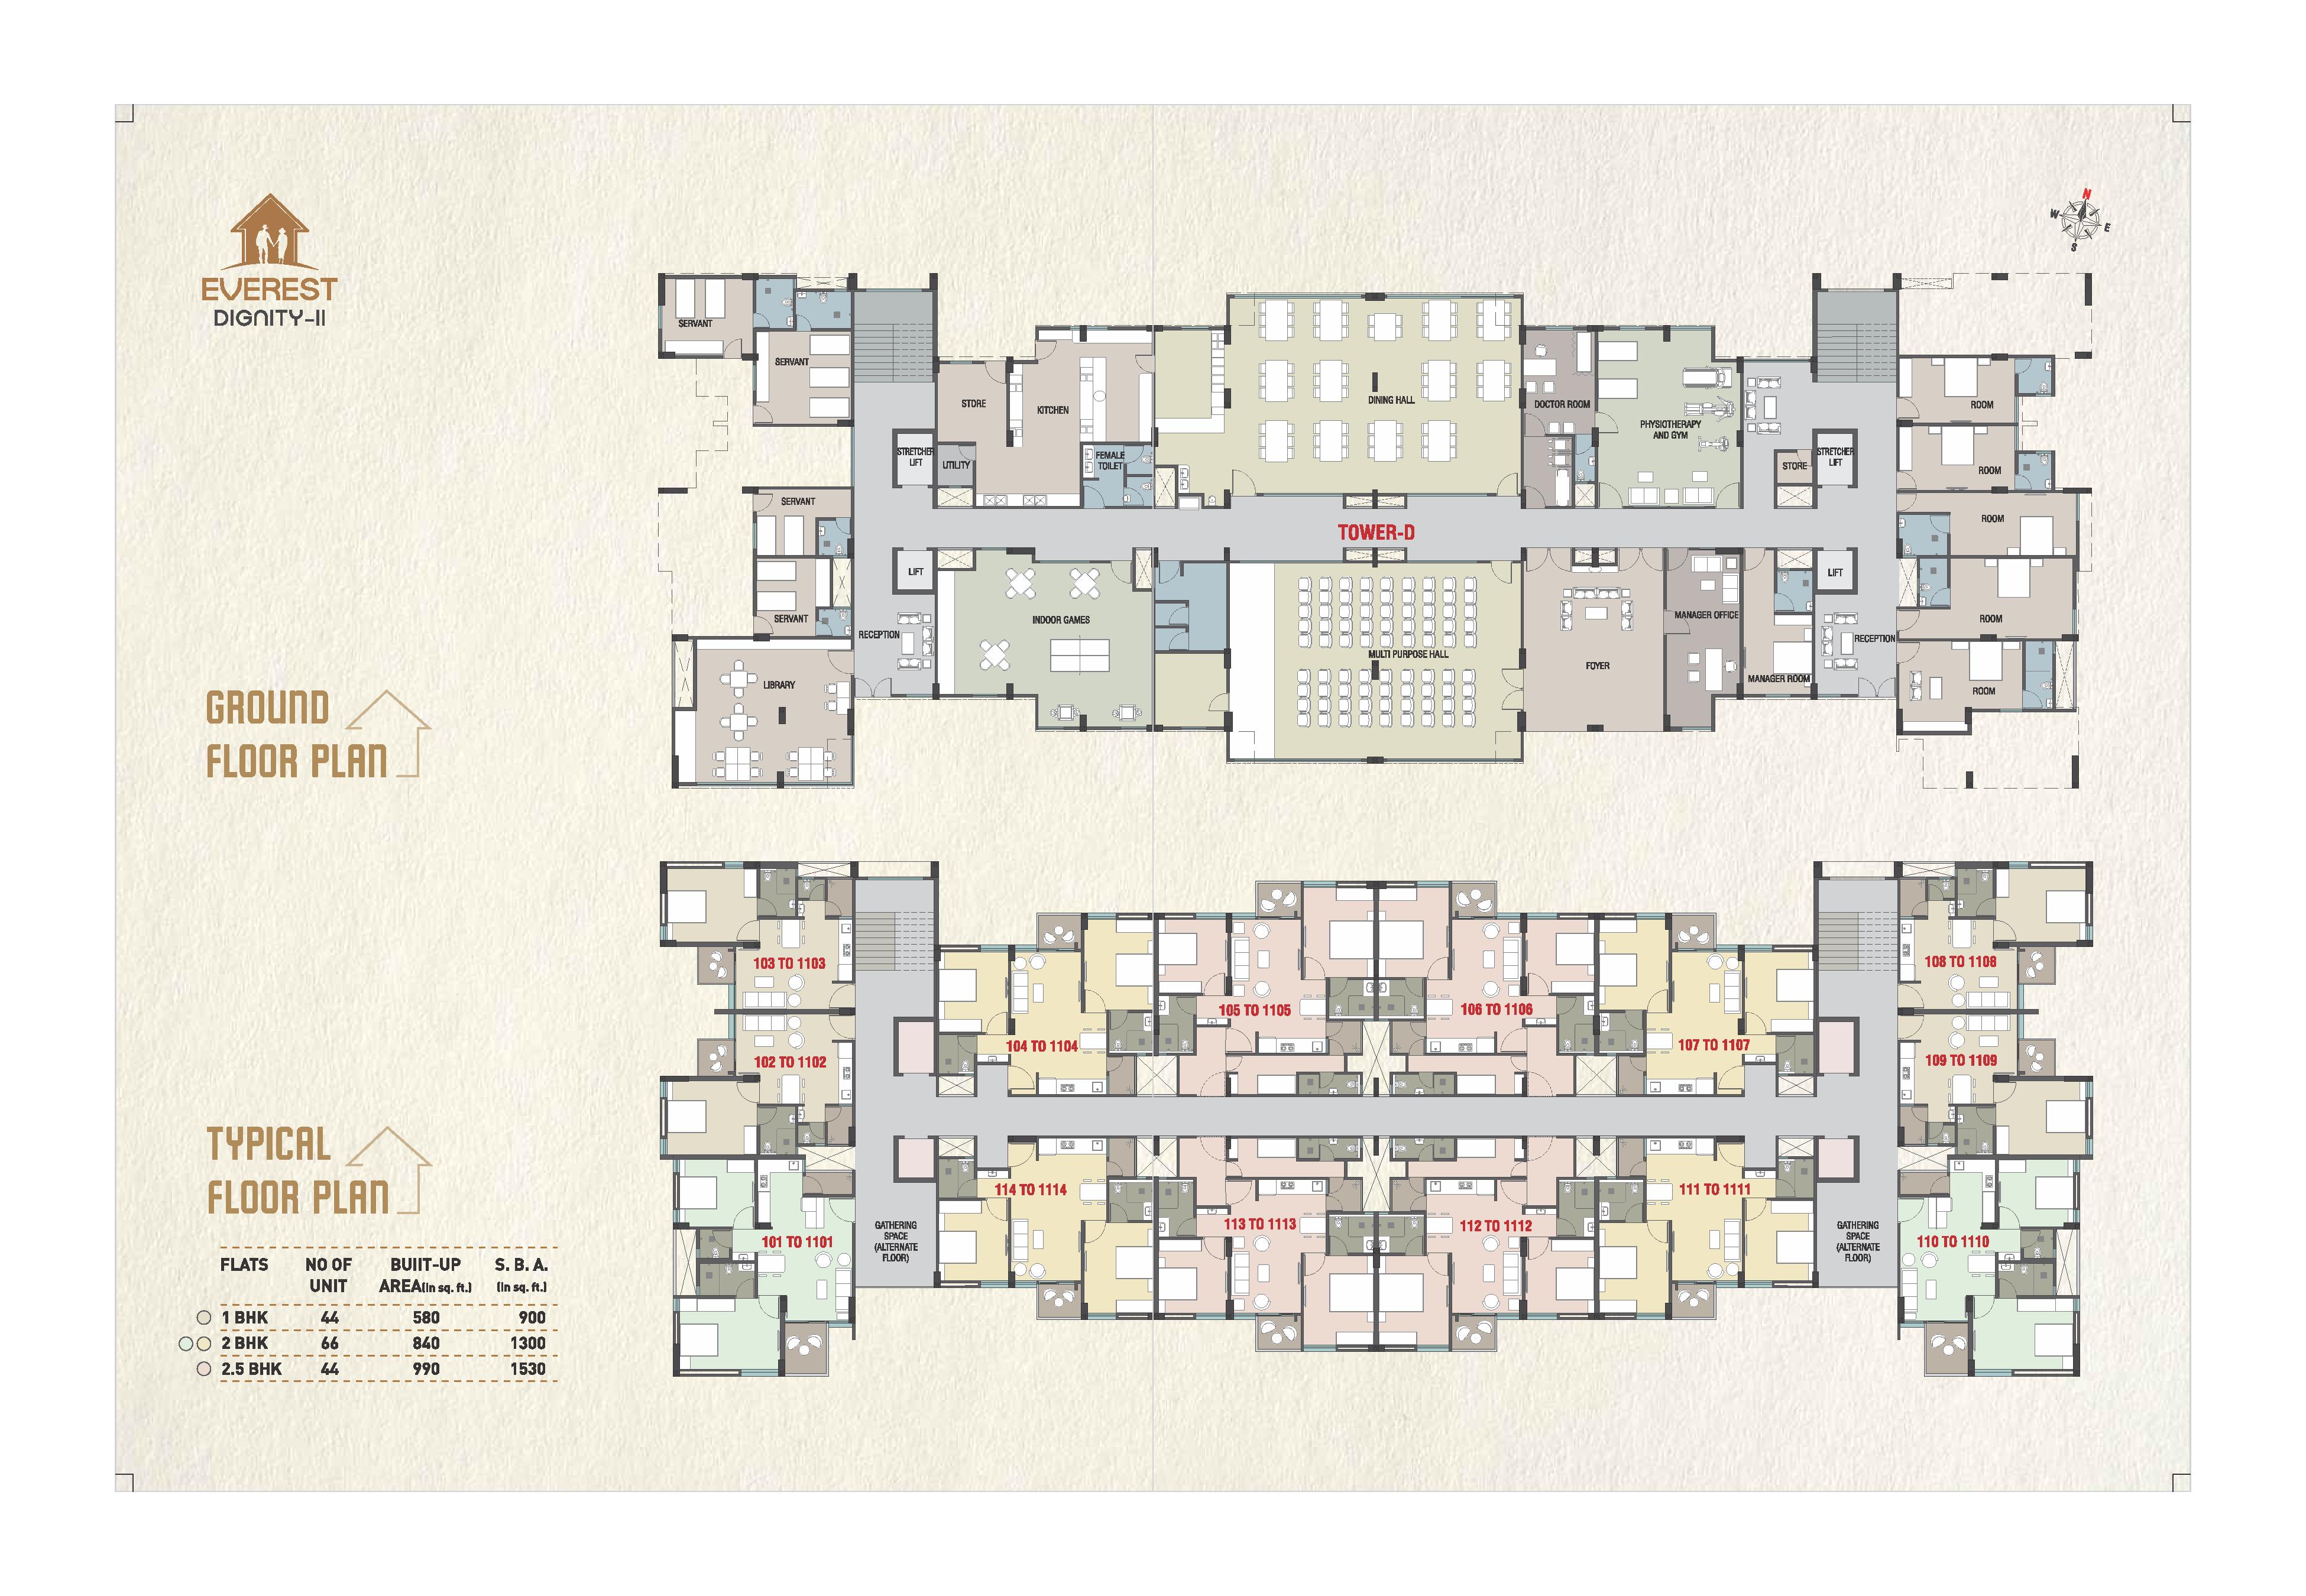 EVEREST
DIGNITY-II
N
W
E
S
GROUND
FLOOR PLAN
SERVANT
SERVANT
STORE
KITCHEN
DINING HALL
DOCTOR ROOM
PHYSIOTHERAPY
AND GYM
ROOM
STRETCHER
LIFT
UTILITY
FEMALE
TOILET
STORE
STRETCHER
LIFT
ROOM
SERVANT
TOWER-D
ROOM
LIFT
LIFT
SERVANT
RECEPTION
INDOOR GAMES
MULTI PURPOSE HALL
FOYER
MANAGER OFFICE
MANAGER ROOM
RECEPTION
ROOM
LIBRARY
ROOM
TYPICAL
FLOOR PLAN
103 TO 1103
108 TO 1108
102 TO 1102
104 TO 1104
105 TO 1105
106 TO 1106
107 TO 1107
109 TO 1109
101 TO 1101
114 TO 1114
113 TO 1113
112 TO 1112
111 TO 1111
110 TO 1110
GATHERING
SPACE
(ALTERNATE
FLOOR)
GATHERING
SPACE
(ALTERNATE
FLOOR)
FLATS NO OF BUIIT-UP S. B. A.
UNIT AREA(in sq. ft.) (in sq. ft.)
1 BHK 44 580 900
2 BHK 66 840 1300
2.5 BHK 44 990 1530